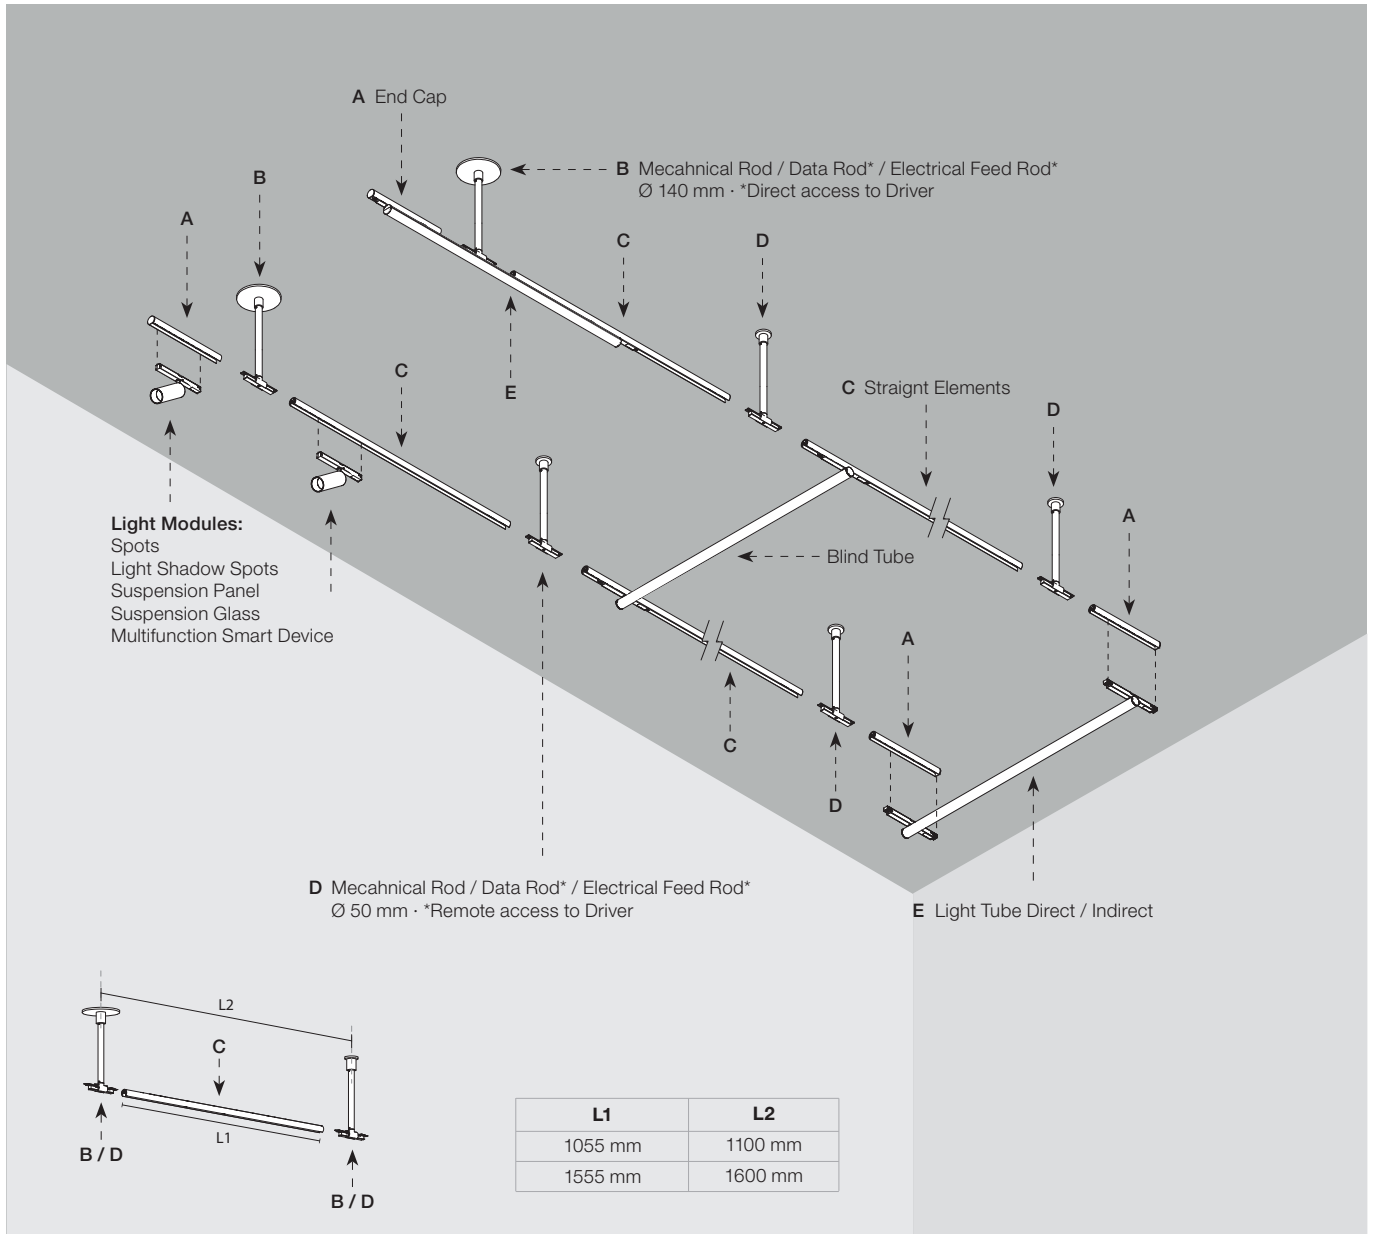 A End Cap
B Mecahnical Rod / Data Rod* / Electrical Feed Rod*
Ø 140 mm · *Direct access to Driver
B
A
C
D
E
C
C Straignt Elements
D
A
Blind Tube
Light Modules:
Spots
Light Shadow Spots
Suspension Panel
Suspension Glass
Multifunction Smart Device
A
C
D
D Mecahnical Rod / Data Rod* / Electrical Feed Rod*
Ø 50 mm · *Remote access to Driver
E Light Tube Direct / Indirect
L2
C
L1
B / D
B / D
L1 L2
1055 mm 1100 mm
1555 mm 1600 mm